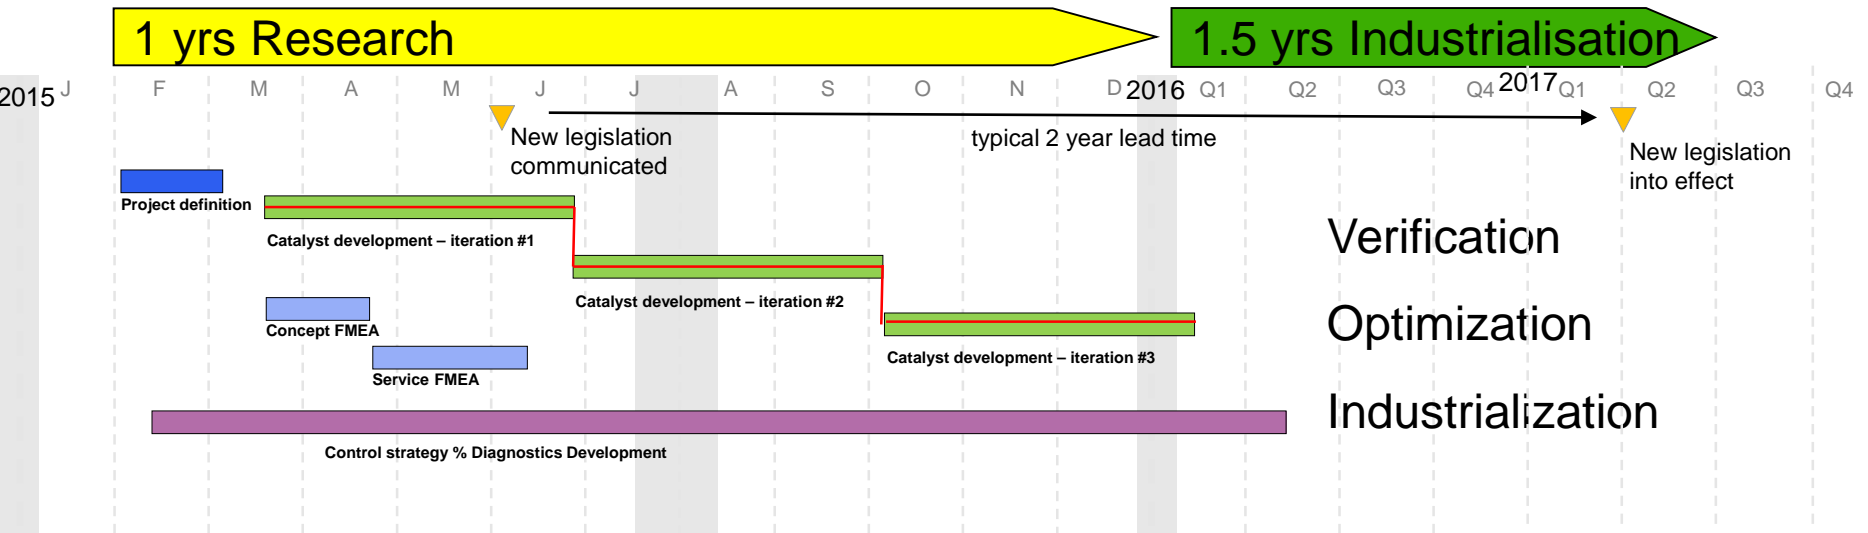 1 yrs Research
1.5 yrs Industrialisation
2015 J F M A M J J A S O N D 2016 Q1 Q2 Q3 Q4 2017 Q1 Q2 Q3 Q4
New legislation
communicated
typical 2 year lead time
New legislation
into effect
Project definition
Catalyst development – iteration #1
Verification
Catalyst development – iteration #2
Concept FMEA
Optimization
Catalyst development – iteration #3
Service FMEA
Industrialization
Control strategy % Diagnostics Development